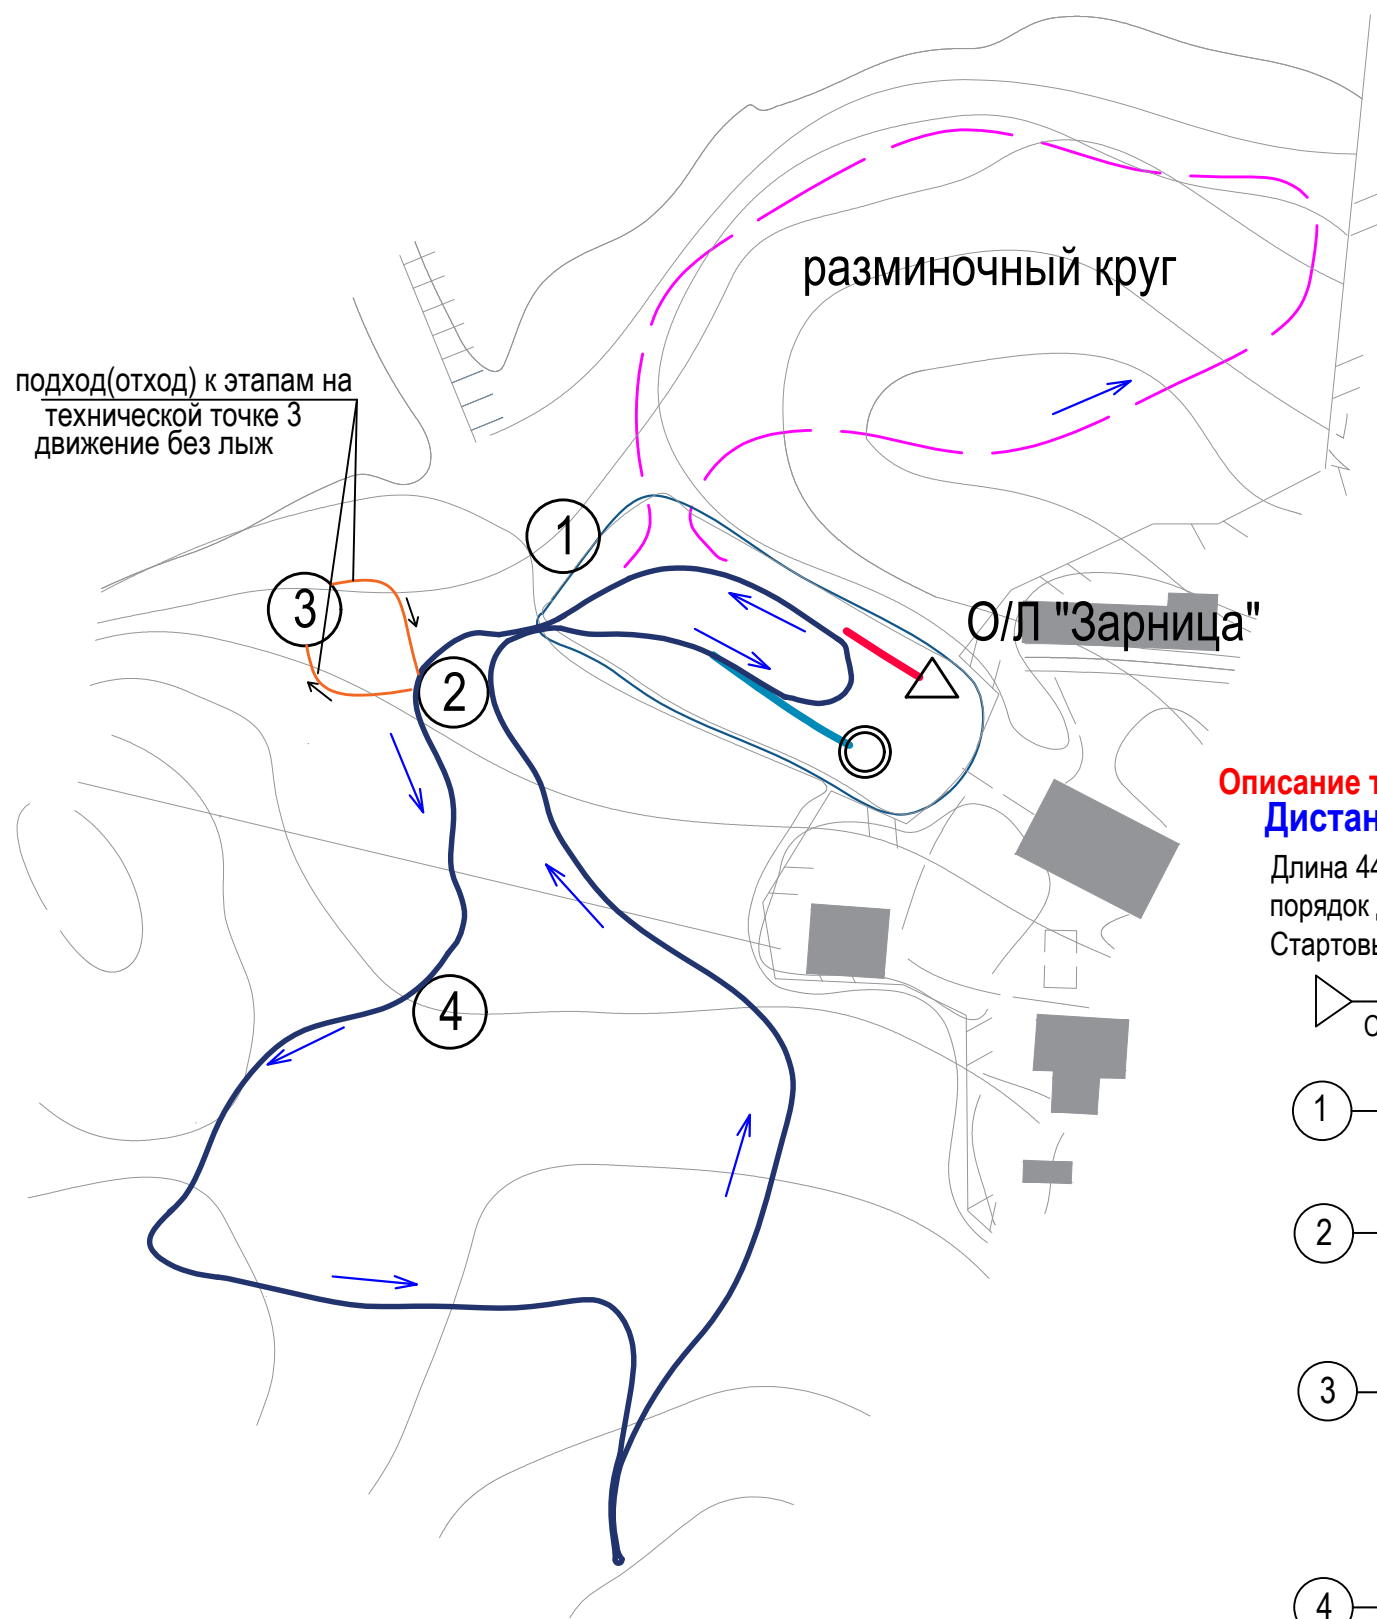 разминочный круг
подход(отход) к этапам на
технической точке 3
движение без лыж
1
3
О/Л "Зарница"
2
Описание
Дистан
Длина 44
порядок
Стартовы
4
С
1
2
3
4